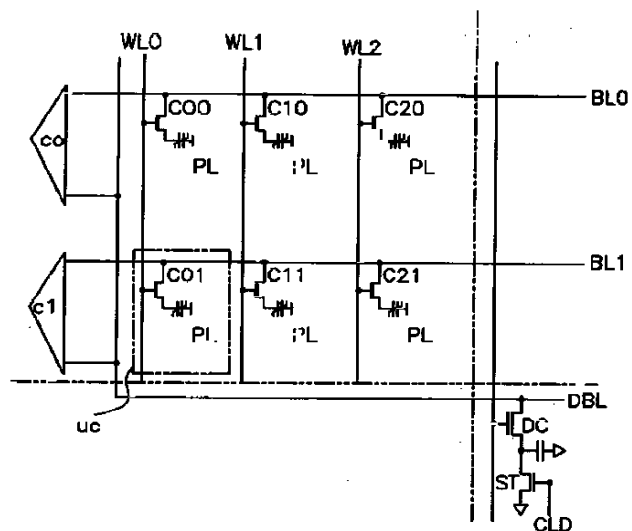 WL0 WL1 WL2
BL0
C00 C10 C20
co
PL PL PL
BL1
C01 C11 C21
c1
PL PL PL
DBL
uc
DC
ST
CLD